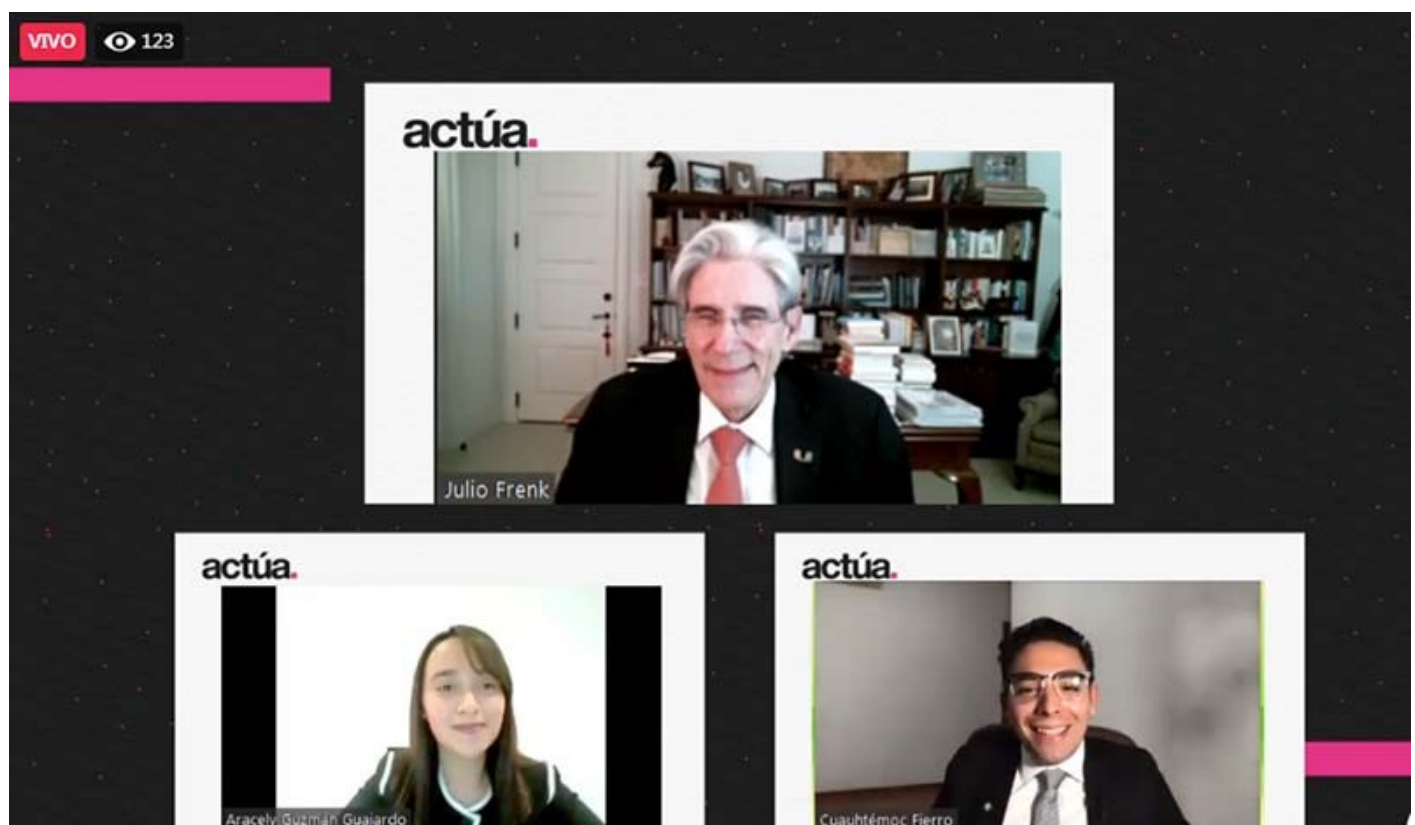 VIVO 123
actúa.
Julio Frenk
actúa.
Aracely Guzmán Guajardo
actúa.
Cuauhtémoc Fierro